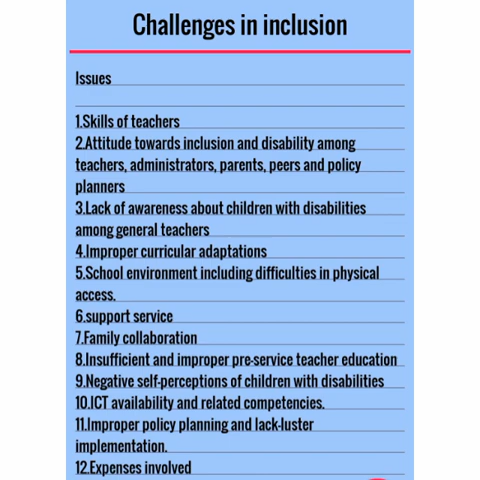 Challenges in inclusion
Issues
1.Skills of teachers
2.Attitude towards inclusion and disability among
teachers, administrators, parents, peers and policy
planners
3.Lack of awareness about children with disabilities
among general teachers
4.Improper curricular adaptations
5.School environment including difficulties in physical
access.
6.support service
7.Family collaboration
8.Insufficient and improper pre-service teacher education
9.Negative self-perceptions of children with disabilities
10.ICT availability and related competencies.
11.Improper policy planning and lack-luster
implementation.
12.Expenses involved